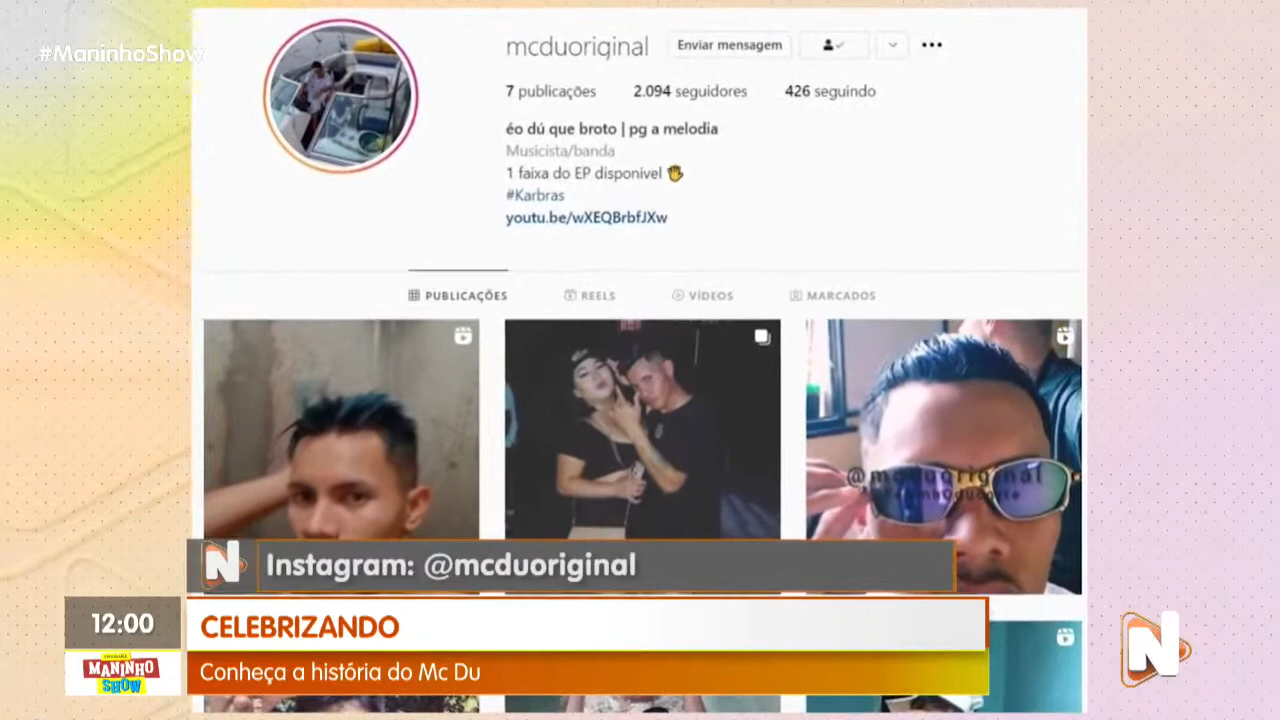 #ManinhoShow
mcduoriginal
Enviar mensagem
7 publicações 2.094 seguidores 426 seguindo
éo dú que broto | pg a melodia
Musicista/banda
1 faixa do EP disponivel
#Karbras
youtu.be/wXEQBrbfJXw
PUBLICAÇÕES REELS VÍDEOS MARCADOS
@mcduoriginal
N Instagram: @mcduoriginal
12:00
CELEBRIZANDO
MANINHO
SHOW
Conheça a história do Mc Du
N